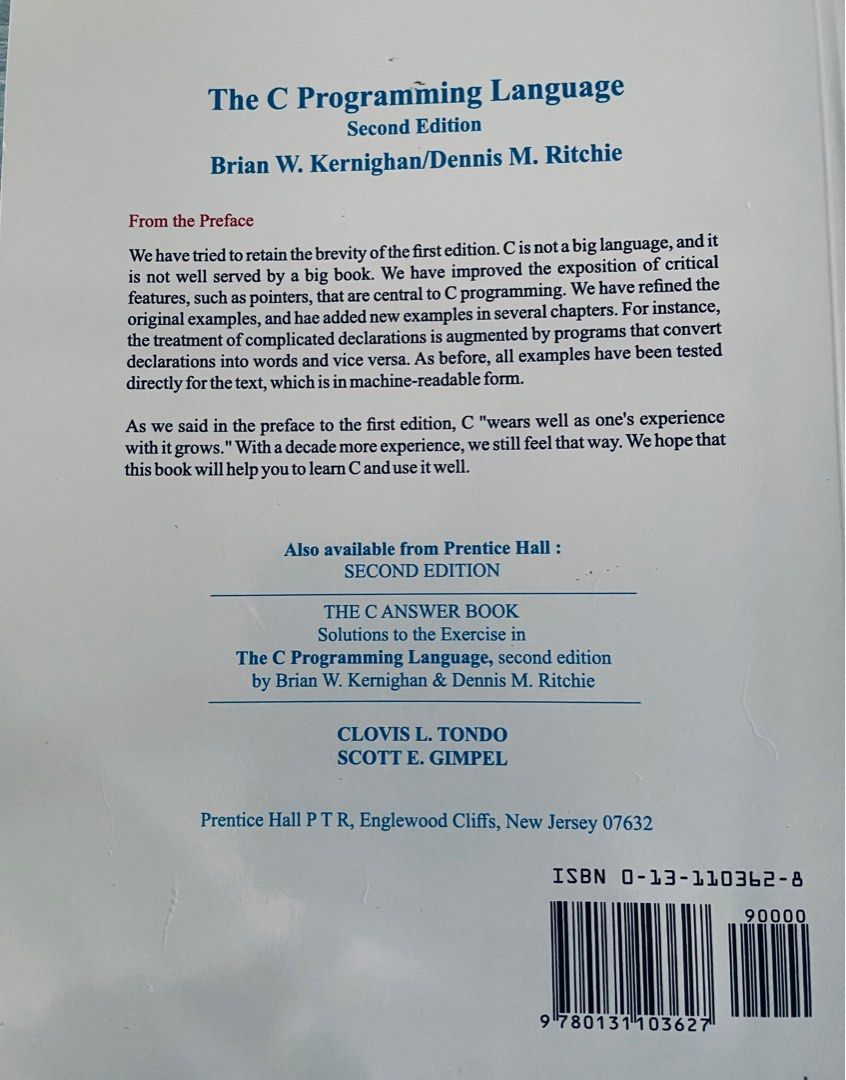 The C Programming Language
Second Edition
Brian W. Kernighan/Dennis M. Ritchie
From the Preface
We have tried to retain the brevity of the first edition. C is not a big language, and it
is not well served by a big book. We have improved the exposition of critical
features, such as pointers, that are central to C programming. We have refined the
original examples, and hae added new examples in several chapters. For instance,
the treatment of complicated declarations is augmented by programs that convert
declarations into words and vice versa. As before, all examples have been tested
directly for the text, which is in machine-readable form.
As we said in the preface to the first edition, C "wears well as one's experience
with it grows." With a decade more experience, we still feel that way. We hope that
this book will help you to learn C and use it well.
Also available from Prentice Hall :
SECOND EDITION
THE C ANSWER BOOK
Solutions to the Exercise in
The C Programming Language, second edition
by Brian W. Kernighan & Dennis M. Ritchie
CLOVIS L. TONDO
SCOTT E. GIMPEL
Prentice Hall P T R, Englewood Cliffs, New Jersey 07632
ISBN 0-13-110362-8
90000
9 780131 103627